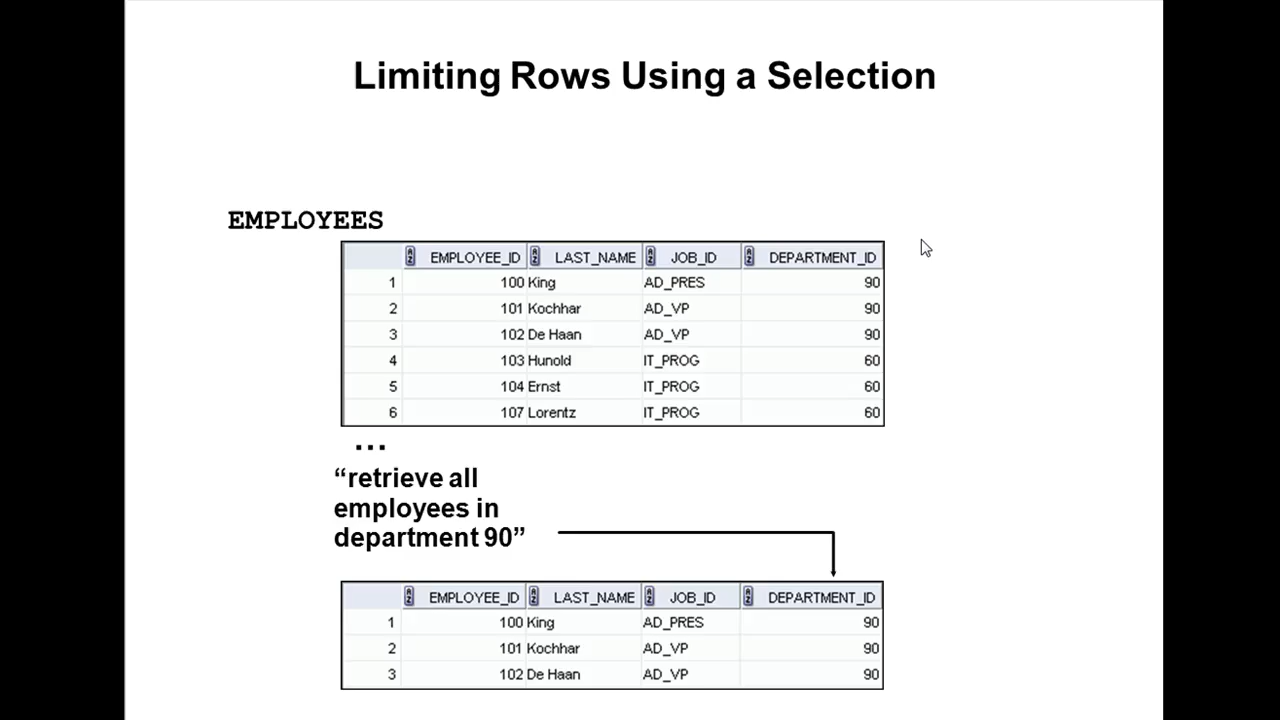 Limiting Rows Using a Selection
EMPLOYEES
EMPLOYEE_ID LAST_NAME JOB_ID DEPARTMENT_ID
1 100 King AD_PRES 90
2 101 Kochhar AD_VP 90
3 102 De Haan AD_VP 90
4 103 Hunold IT_PROG 60
5 104 Ernst IT_PROG 60
6 107 Lorentz IT_PROG 60
…
“retrieve all
employees in
department 90”
EMPLOYEE_ID LAST_NAME JOB_ID DEPARTMENT_ID
1 100 King AD_PRES 90
2 101 Kochhar AD_VP 90
3 102 De Haan AD_VP 90